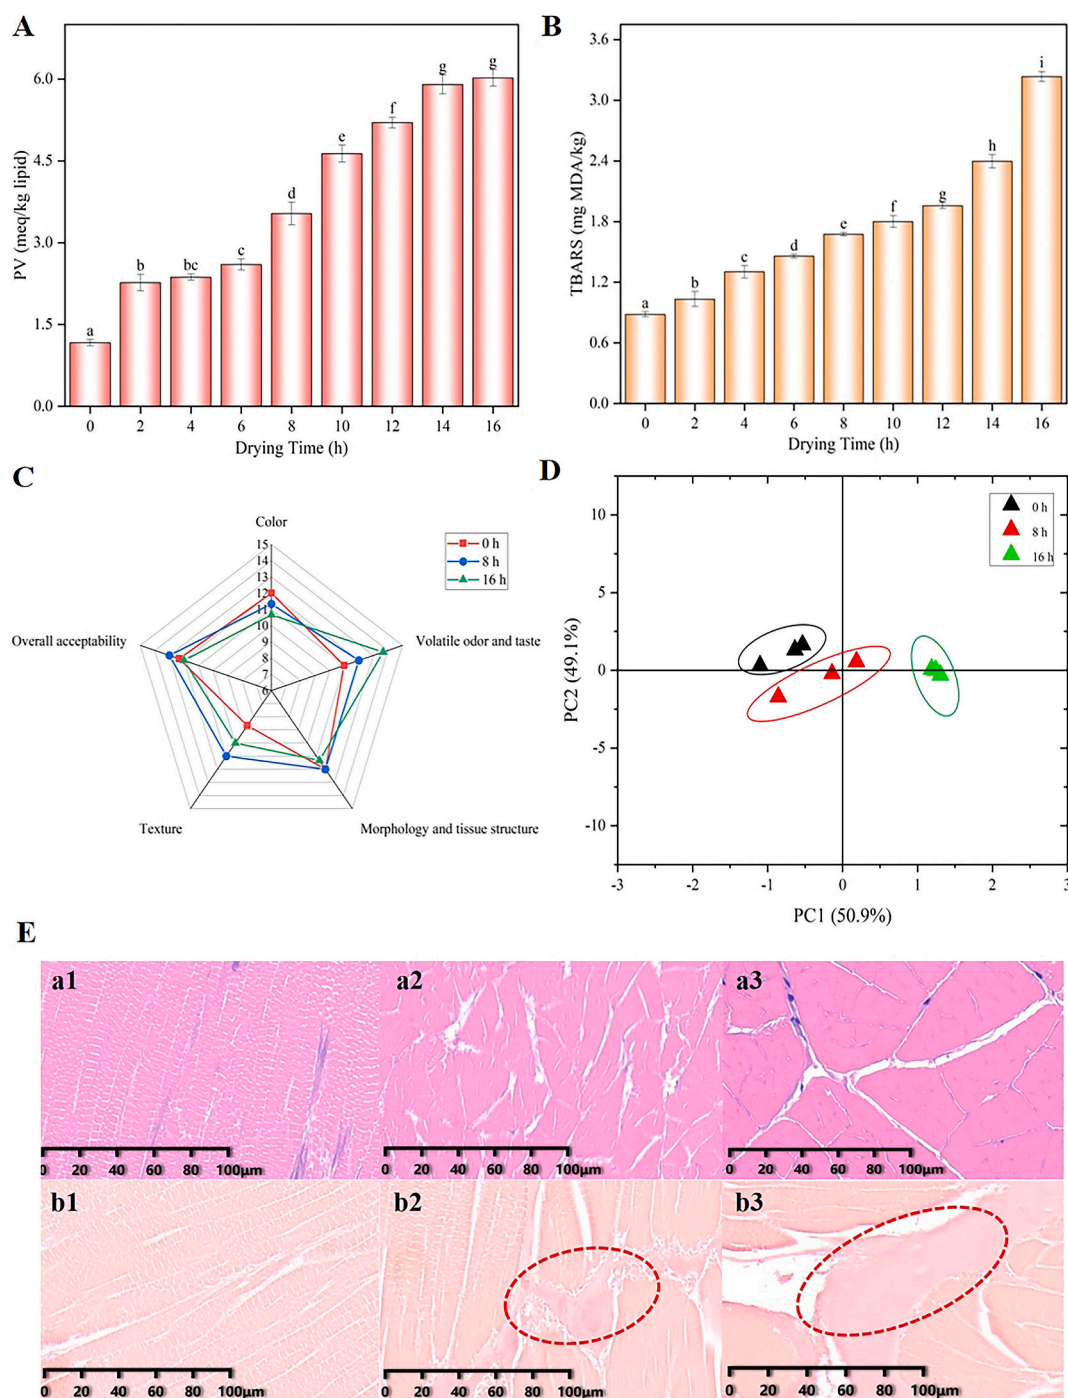 A
PV (meq/kg lipid)
6.0
4.5
3.0
1.5
0.0
a
b
bc
c
d
e
f
g
g
0 2 4 6 8 10 12 14 16
Drying Time (h)
B
TBARS (mg MDA/kg)
3.6
3.0
2.4
1.8
1.2
0.6
0.0
a
b
c
d
e
f
g
h
i
0 2 4 6 8 10 12 14 16
Drying Time (h)
C
Color
15
14
13
12
11
10
9
8
7
6
0 h
8 h
16 h
Overall acceptability
Volatile odor and taste
Texture
Morphology and tissue structure
D
PC2 (49.1%)
10
5
0
-5
-10
0 h
8 h
16 h
-3 -2 -1 0 1 2 3
PC1 (50.9%)
E
a1
0 20 40 60 80 100μm
a2
0 20 40 60 80 100μm
a3
0 20 40 60 80 100μm
b1
0 20 40 60 80 100μm
b2
0 20 40 60 80 100μm
b3
0 20 40 60 80 100μm